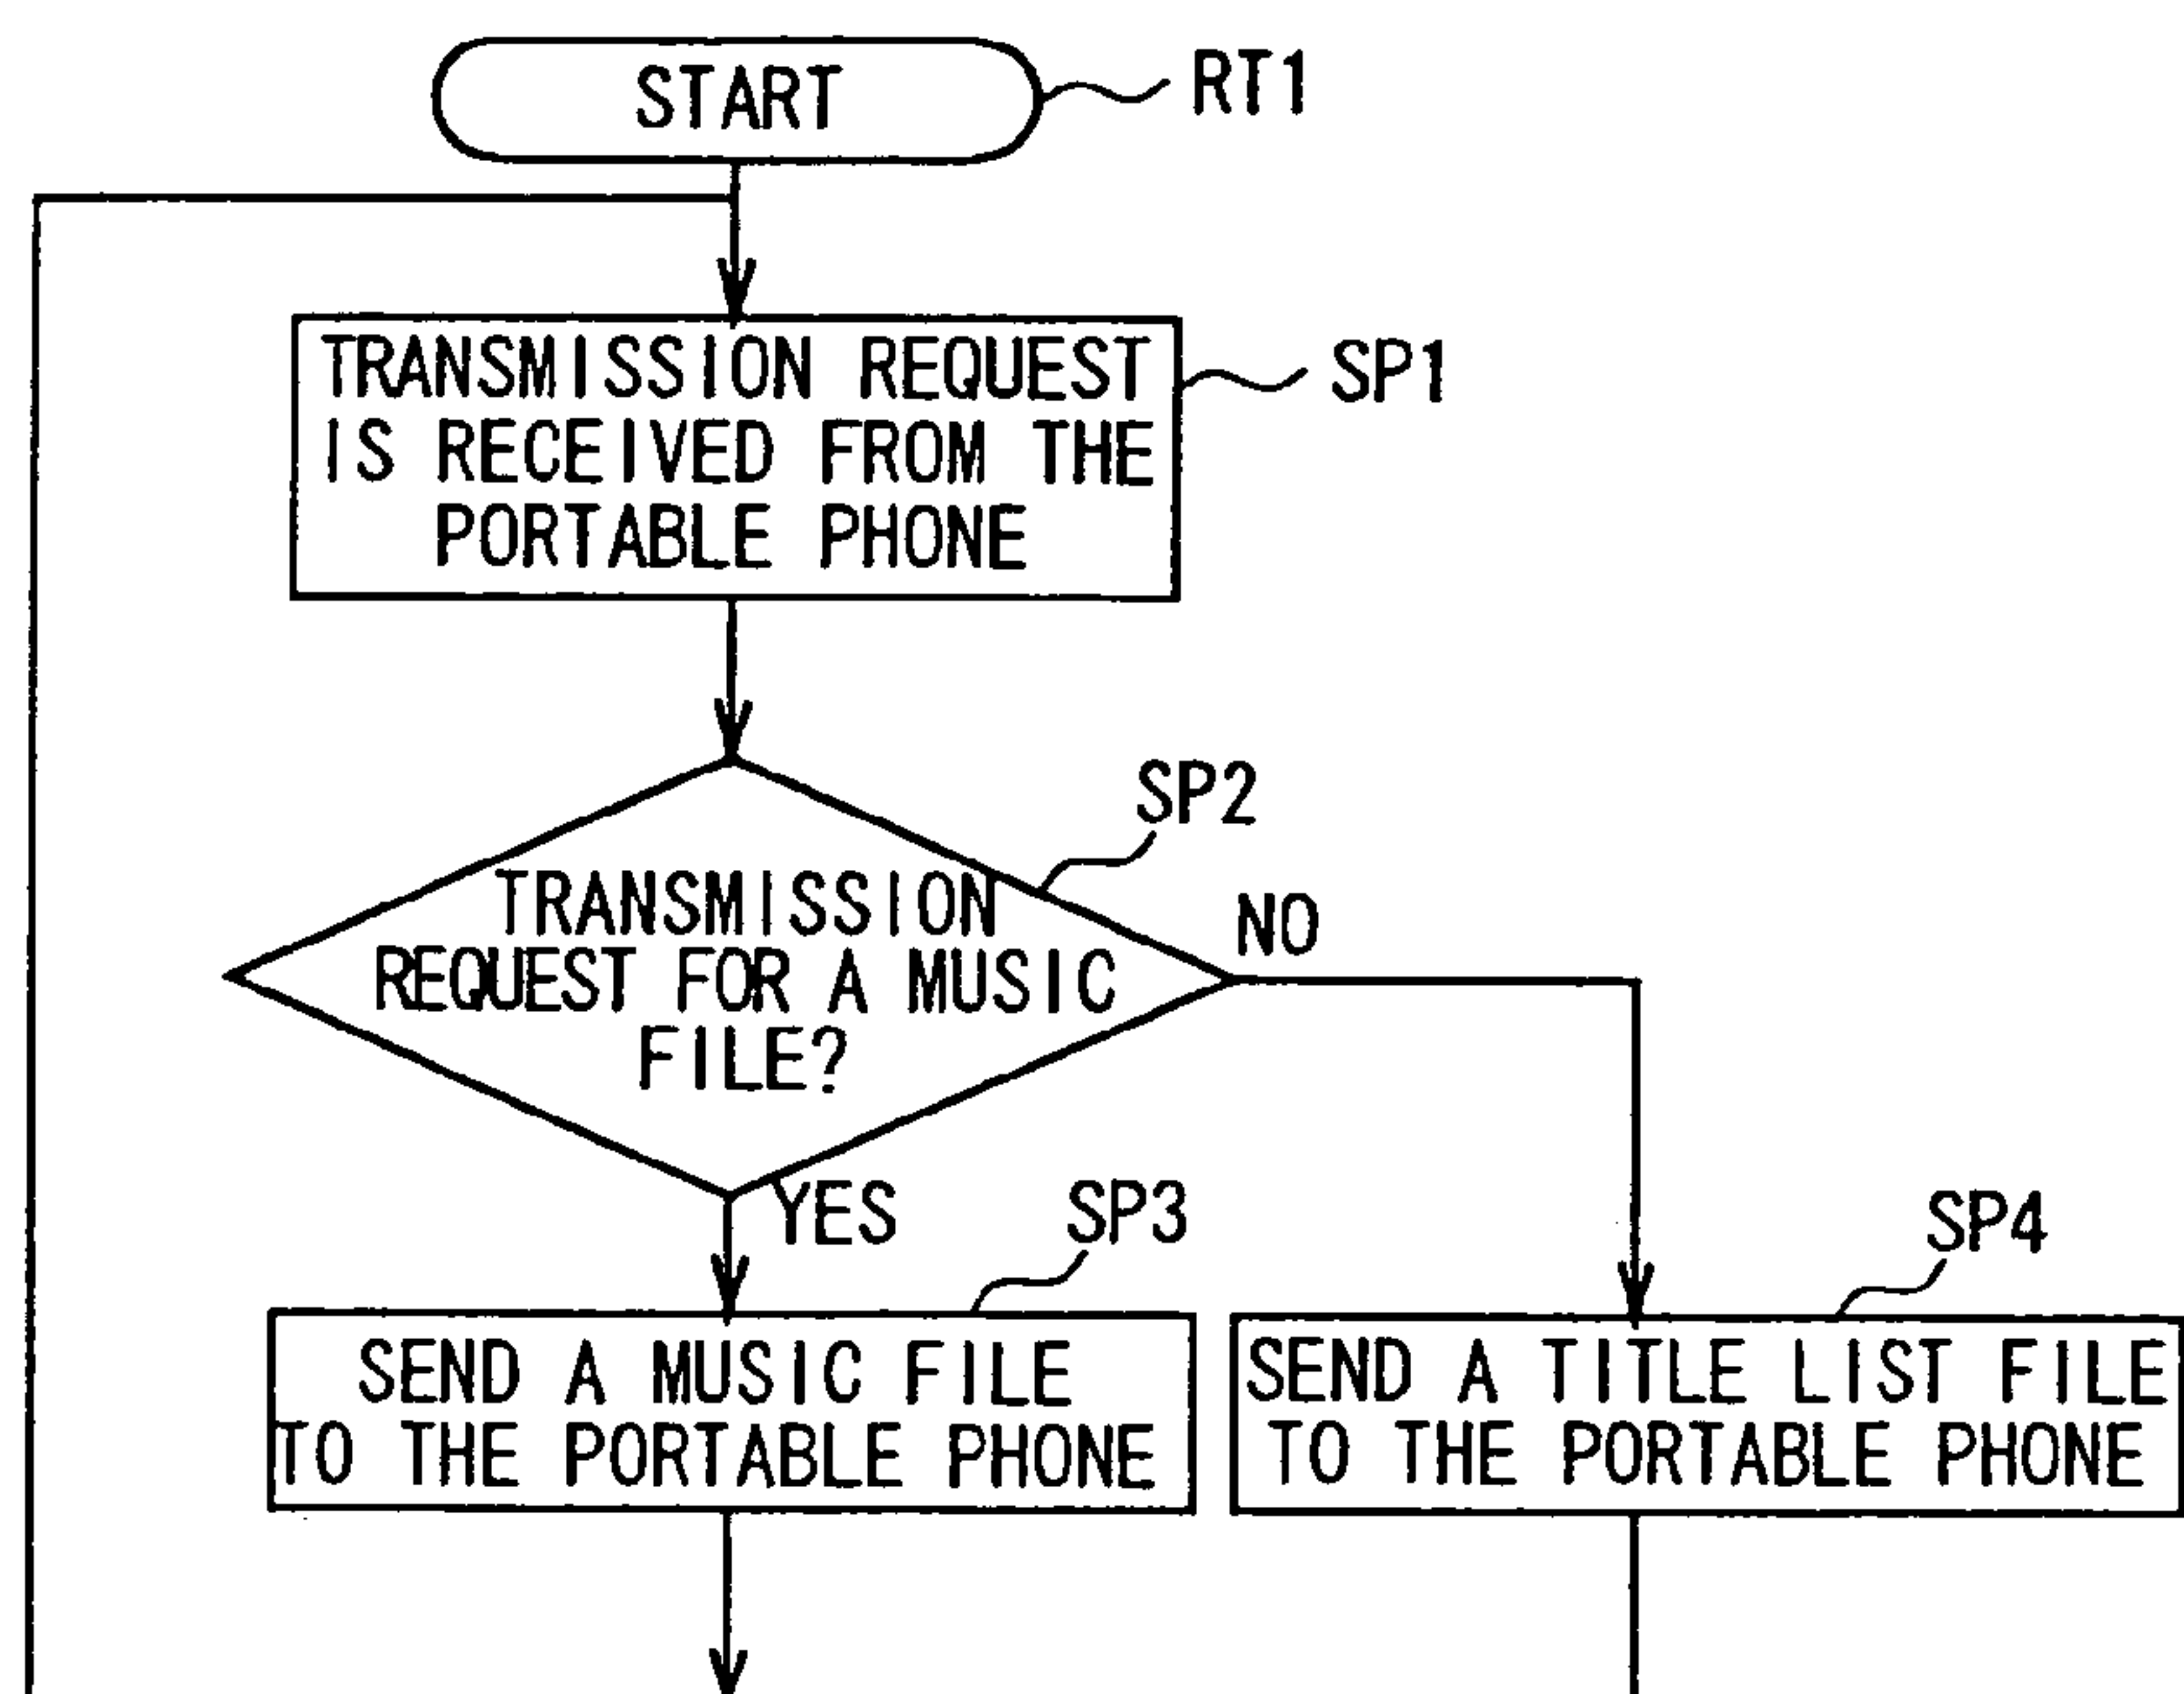 START
RT1
TRANSMISSION REQUEST
IS RECEIVED FROM THE
PORTABLE PHONE
SP1
SP2
TRANSMISSION
REQUEST FOR A MUSIC
FILE?
NO
YES
SP3
SP4
SEND A MUSIC FILE
TO THE PORTABLE PHONE
SEND A TITLE LIST FILE
TO THE PORTABLE PHONE